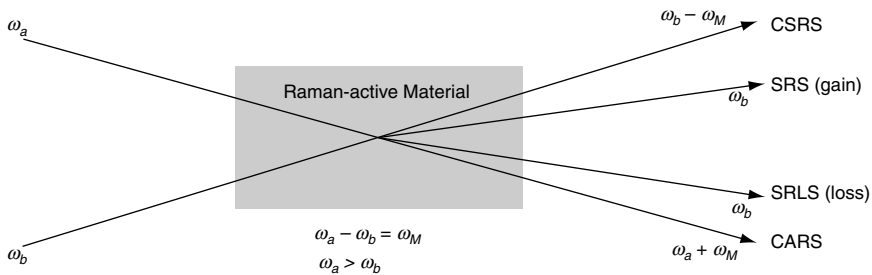 ωa
ωb − ωM
CSRS
Raman-active Material
SRS (gain)
ωb
SRLS (loss)
ωb
ωb
ωa − ωb = ωM
ωa > ωb
ωa + ωM
CARS